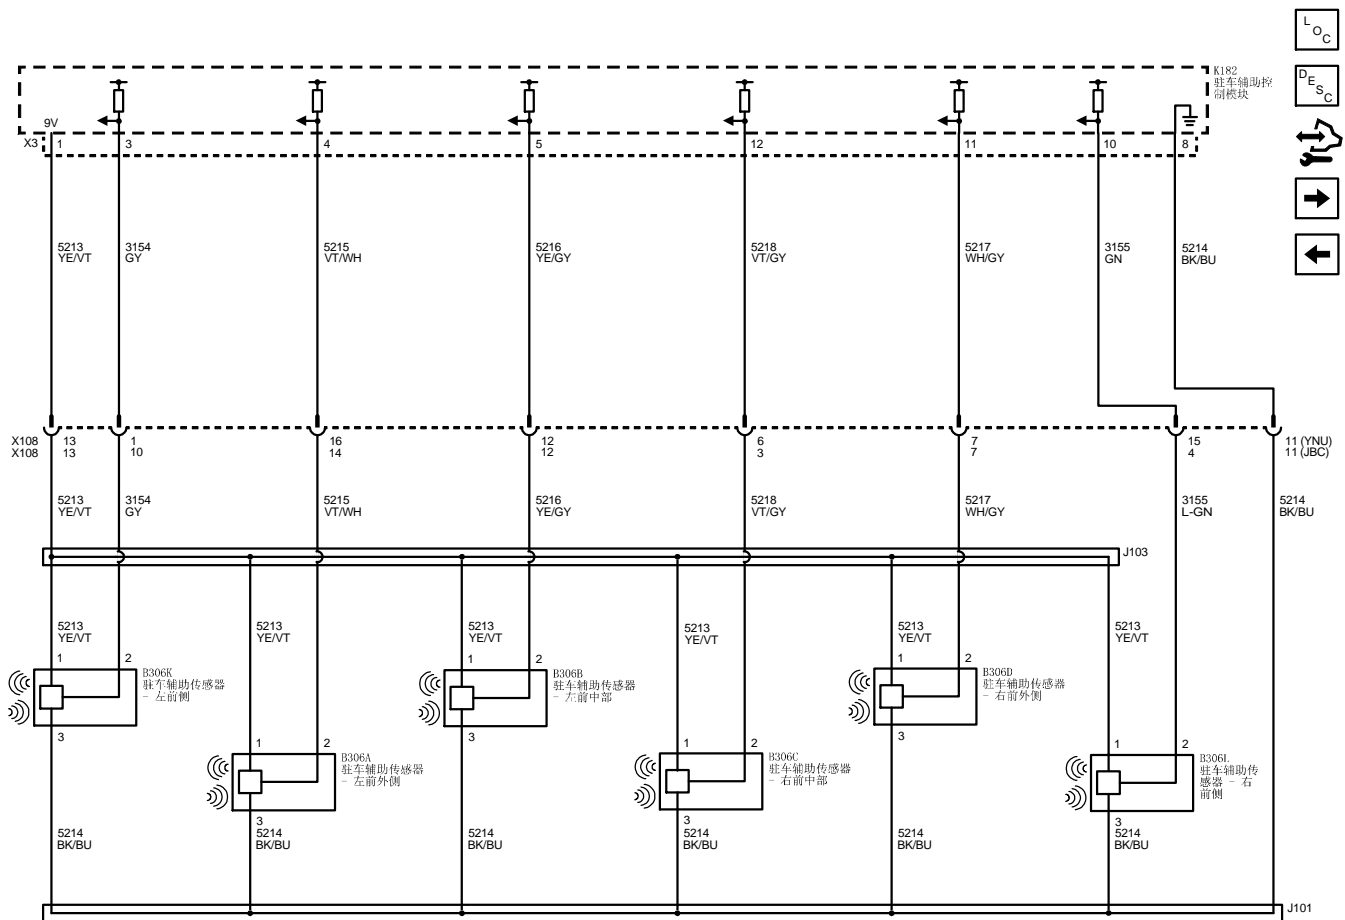 L
O
C
D
E
S
C
K182
驻车辅助控
制模块
9V
X3 1 3 4 5 12 11 10 8
5213 3154 5215 5216 5218 5217 3155 5214
YE/VT GY VT/WH YE/GY VT/GY WH/GY GN BK/BU
X108 13 1 16 12 6 7 15 11 (YNU)
X108 13 10 14 12 3 7 4 11 (JBC)
5213 3154 5215 5216 5218 5217 3155 5214
YE/VT GY VT/WH YE/GY VT/GY WH/GY L-GN BK/BU
J103
5213 5213 5213 5213 5213 5213
YE/VT YE/VT YE/VT YE/VT YE/VT YE/VT
1 2
B306K
驻车辅助传感器
- 左前侧
3
1 2
B306B
驻车辅助传感器
- 左前中部
3
1 2
B306D
驻车辅助传感器
- 右前外侧
3
1 2
B306A
驻车辅助传感器
- 左前外侧
3
1 2
B306C
驻车辅助传感器
- 右前中部
3
1 2
B306L
驻车辅助传
感器 - 右
前侧
3
5214 5214 5214 5214 5214 5214
BK/BU BK/BU BK/BU BK/BU BK/BU BK/BU
J101